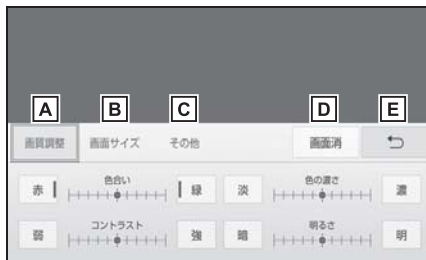 A B C D E
画質調整 画面サイズ その他 画面消
赤 色合い 緑 淡 色の濃さ 濃
弱 コントラスト 強 暗 明るさ 明